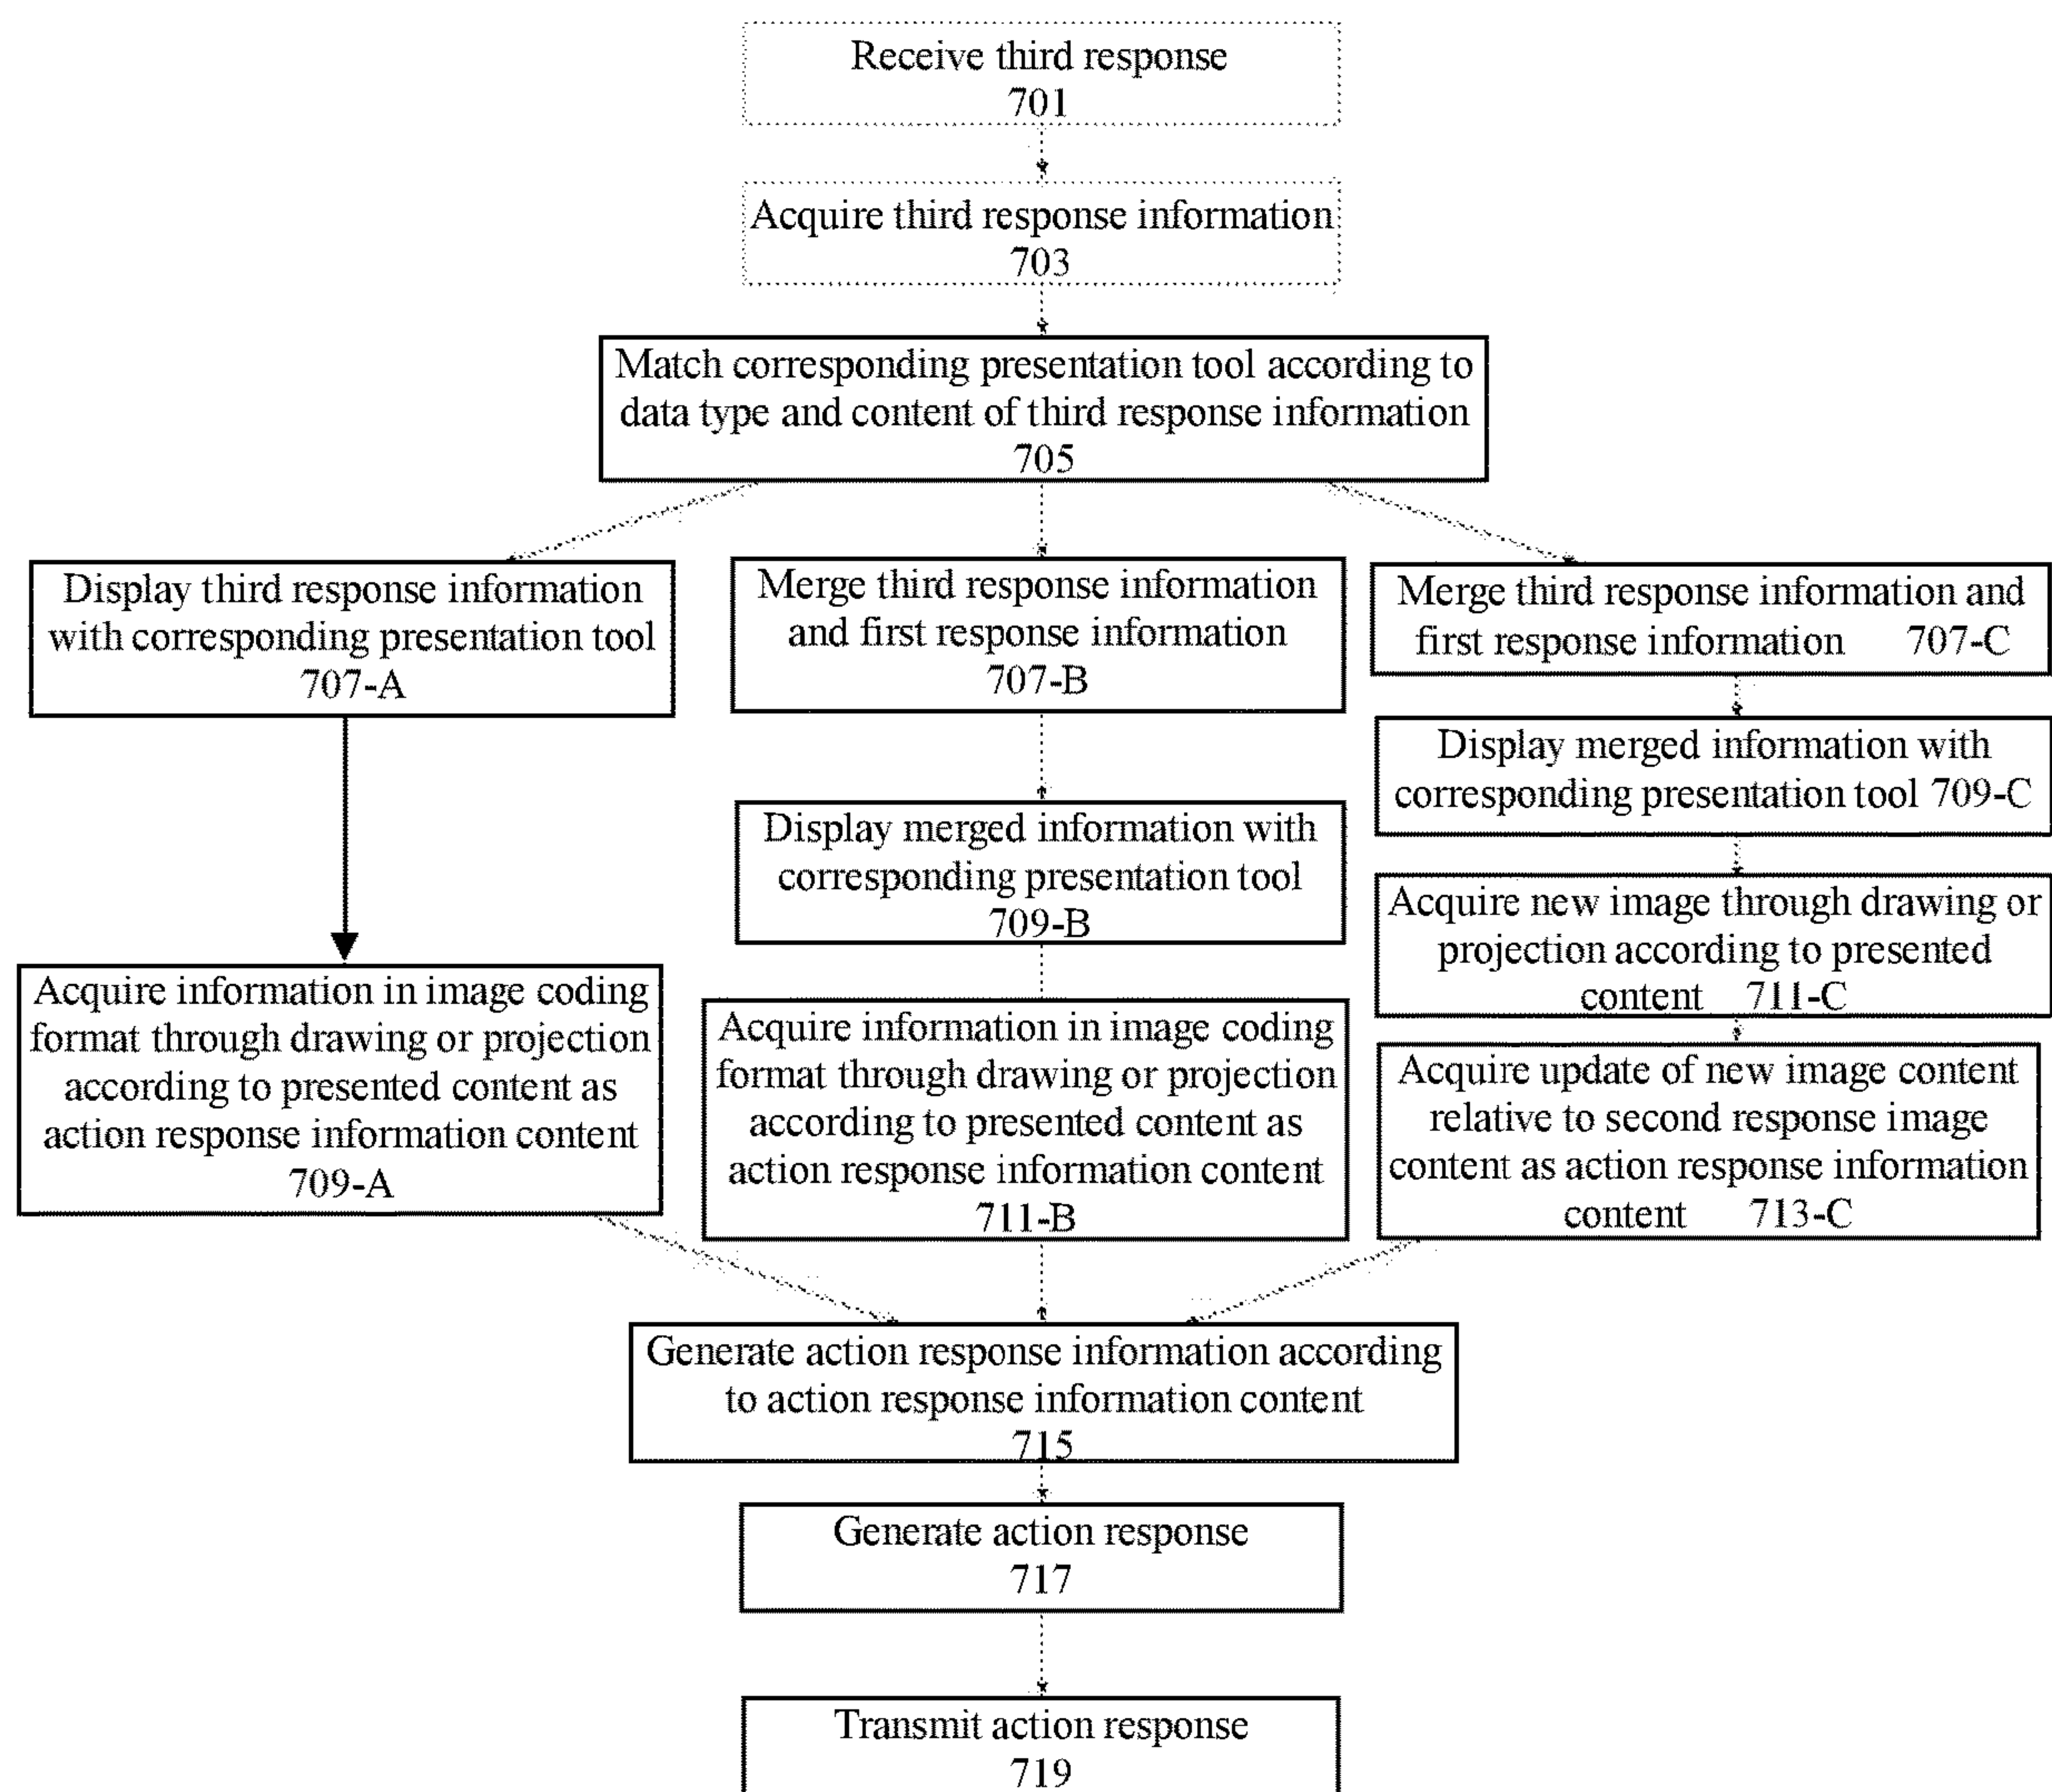 Receive third response
701
Acquire third response information
703
Match corresponding presentation tool according to
data type and content of third response information
705
Display third response information
with corresponding presentation tool
707-A
Acquire information in image coding
format through drawing or projection
according to presented content as
action response information content
709-A
Merge third response information
and first response information
707-B
Display merged information with
corresponding presentation tool
709-B
Acquire information in image coding
format through drawing or projection
according to presented content as
action response information content
711-B
Merge third response information and
first response information 707-C
Display merged information with
corresponding presentation tool 709-C
Acquire new image through drawing or
projection according to presented
content 711-C
Acquire update of new image content
relative to second response image
content as action response information
content 713-C
Generate action response information according
to action response information content
715
Generate action response
717
Transmit action response
719